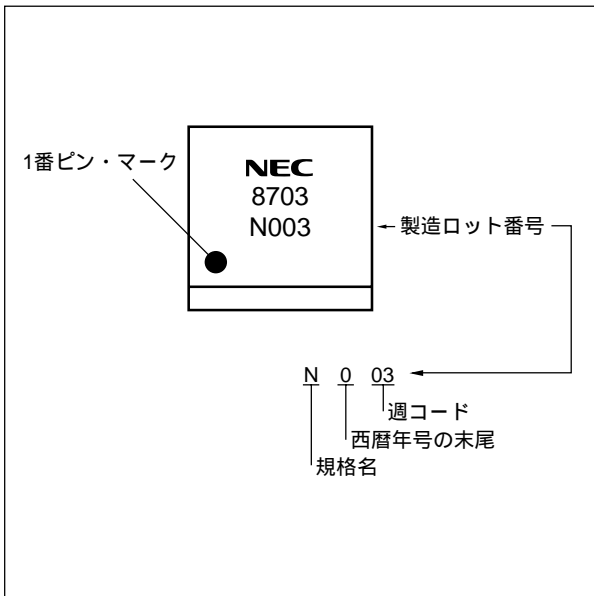 1番ピン・マーク
NEC
8703
N003
製造ロット番号
N 0 03
週コード
西暦年号の末尾
規格名